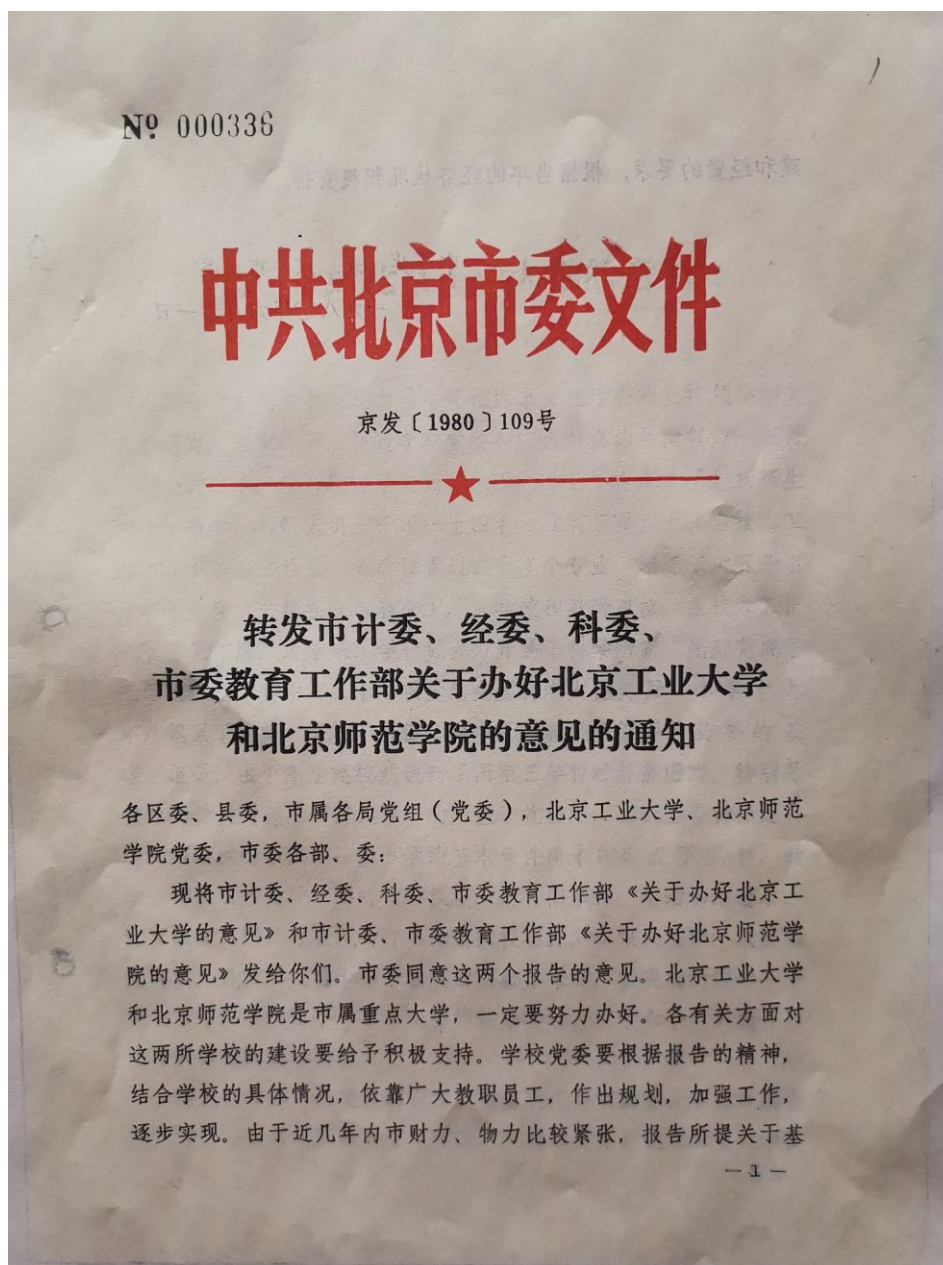 № 000336
中共北京市委文件
京发〔1980〕109号
转发市计委、经委、科委、
市委教育工作部关于办好北京工业大学
和北京师范学院的意见的通知
各区委、县委，市属各局党组（党委），北京工业大学、北京师范
学院党委，市委各部、委：
现将市计委、经委、科委、市委教育工作部《关于办好北京工
业大学的意见》和市计委、市委教育工作部《关于办好北京师范学
院的意见》发给你们。市委同意这两个报告的意见。北京工业大学
和北京师范学院是市属重点大学，一定要努力办好。各有关方面对
这两所学校的建设要给予积极支持。学校党委要根据报告的精神，
结合学校的具体情况，依靠广大教职员工，作出规划，加强工作，
逐步实现。由于近几年内市财力、物力比较紧张，报告所提关于基
—1—